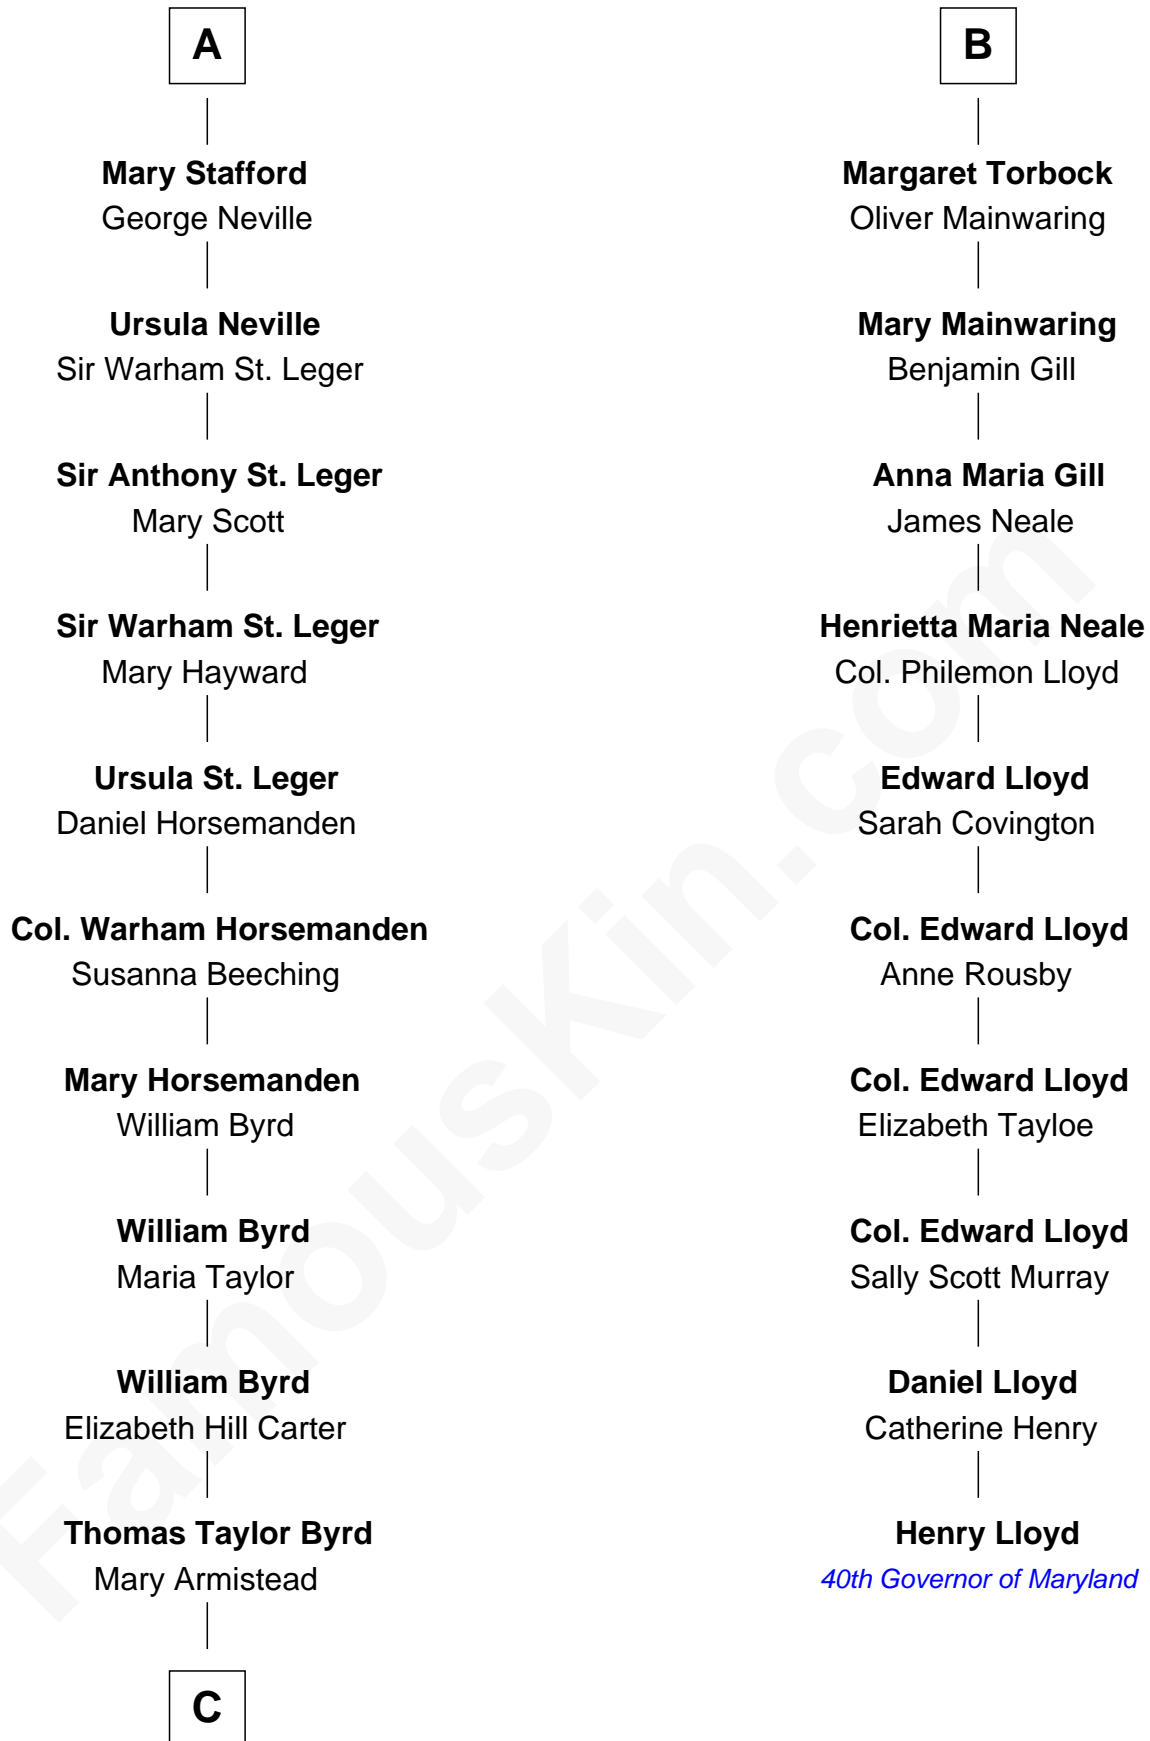 A
Mary Stafford
George Neville
Ursula Neville
Sir Warham St. Leger
Sir Anthony St. Leger
Mary Scott
Sir Warham St. Leger
Mary Hayward
Ursula St. Leger
Daniel Horsemanden
Col. Warham Horsemanden
Susanna Beeching
Mary Horsemanden
William Byrd
William Byrd
Maria Taylor
William Byrd
Elizabeth Hill Carter
Thomas Taylor Byrd
Mary Armistead
C
B
Margaret Torbock
Oliver Mainwaring
Mary Mainwaring
Benjamin Gill
Anna Maria Gill
James Neale
Henrietta Maria Neale
Col. Philemon Lloyd
Edward Lloyd
Sarah Covington
Col. Edward Lloyd
Anne Rousby
Col. Edward Lloyd
Elizabeth Tayloe
Col. Edward Lloyd
Sally Scott Murray
Daniel Lloyd
Catherine Henry
Henry Lloyd
40th Governor of Maryland
FamousKin.com